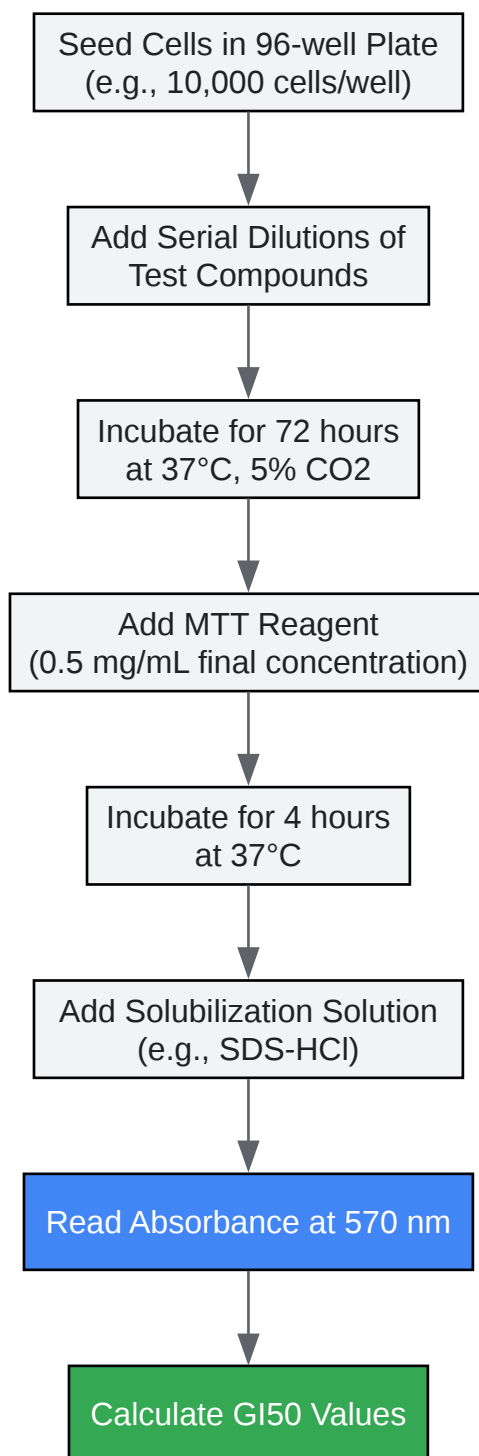 Seed Cells in 96-well Plate
(e.g., 10,000 cells/well)
Add Serial Dilutions of
Test Compounds
Incubate for 72 hours
at 37°C, 5% CO2
Add MTT Reagent
(0.5 mg/mL final concentration)
Incubate for 4 hours
at 37°C
Add Solubilization Solution
(e.g., SDS-HCl)
Read Absorbance at 570 nm
Calculate GI50 Values